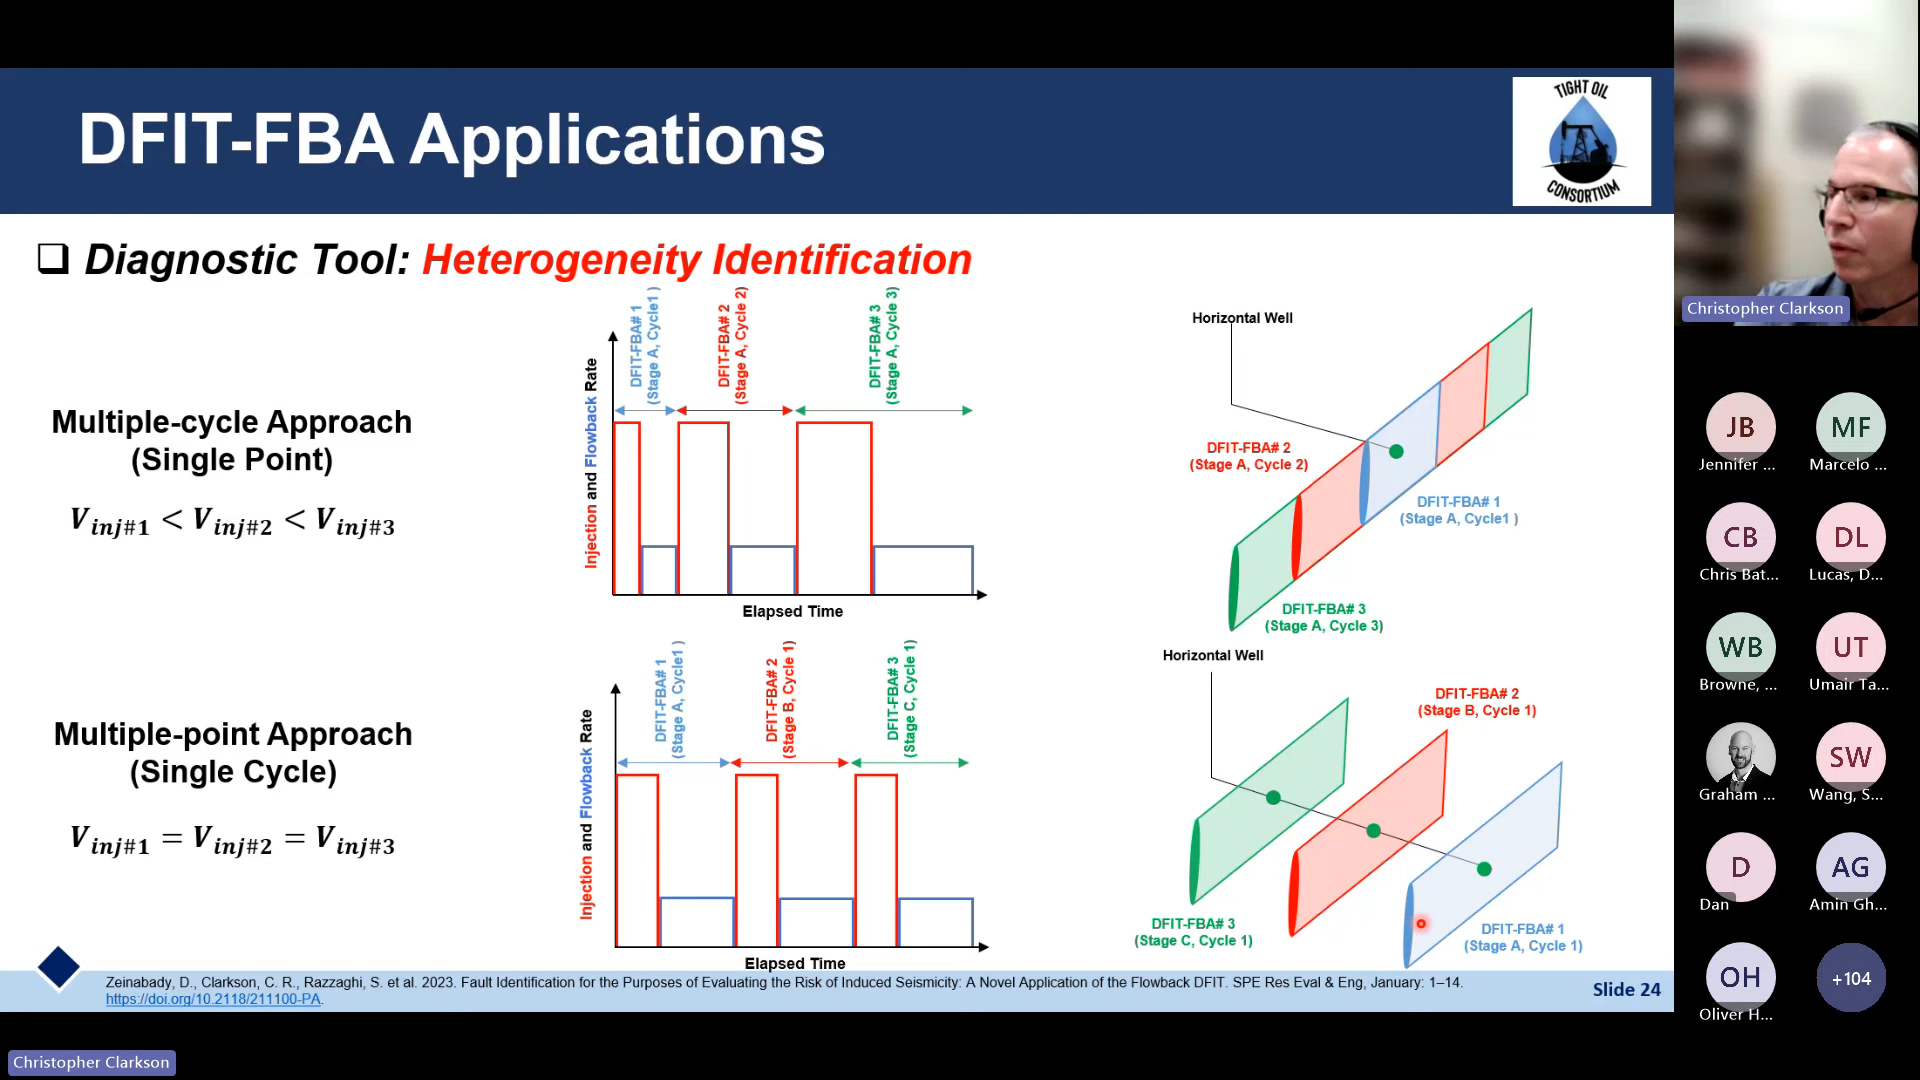 DFIT-FBA Applications
TIGHT OIL
CONSORTIUM
❑ Diagnostic Tool: Heterogeneity Identification
Multiple-cycle Approach
(Single Point)
V inj#1 < V inj#2 < V inj#3
DFIT-FBA# 1
(Stage A, Cycle1 )
DFIT-FBA# 2
(Stage A, Cycle 2)
DFIT-FBA# 3
(Stage A, Cycle 3)
Injection and Flowback Rate
Elapsed Time
Horizontal Well
DFIT-FBA# 2
(Stage A, Cycle 2)
DFIT-FBA# 1
(Stage A, Cycle1 )
DFIT-FBA# 3
(Stage A, Cycle 3)
Multiple-point Approach
(Single Cycle)
V inj#1 = V inj#2 = V inj#3
DFIT-FBA# 1
(Stage A, Cycle1 )
DFIT-FBA# 2
(Stage B, Cycle 1)
DFIT-FBA# 3
(Stage C, Cycle 1)
Injection and Flowback Rate
Elapsed Time
Horizontal Well
DFIT-FBA# 2
(Stage B, Cycle 1)
DFIT-FBA# 3
(Stage C, Cycle 1)
DFIT-FBA# 1
(Stage A, Cycle 1)
Zeinabady, D., Clarkson, C. R., Razzaghi, S. et al. 2023. Fault Identification for the Purposes of Evaluating the Risk of Induced Seismicity: A Novel Application of the Flowback DFIT. SPE Res Eval & Eng, January: 1–14.
https://doi.org/10.2118/211100-PA.
Slide 24
Christopher Clarkson
Christopher Clarkson
JB
Jennifer ...
MF
Marcelo ...
CB
Chris Bat...
DL
Lucas, D...
WB
Browne, ...
UT
Umair Ta...
Graham ...
SW
Wang, S...
D
Dan
AG
Amin Gh...
OH
Oliver H...
+104